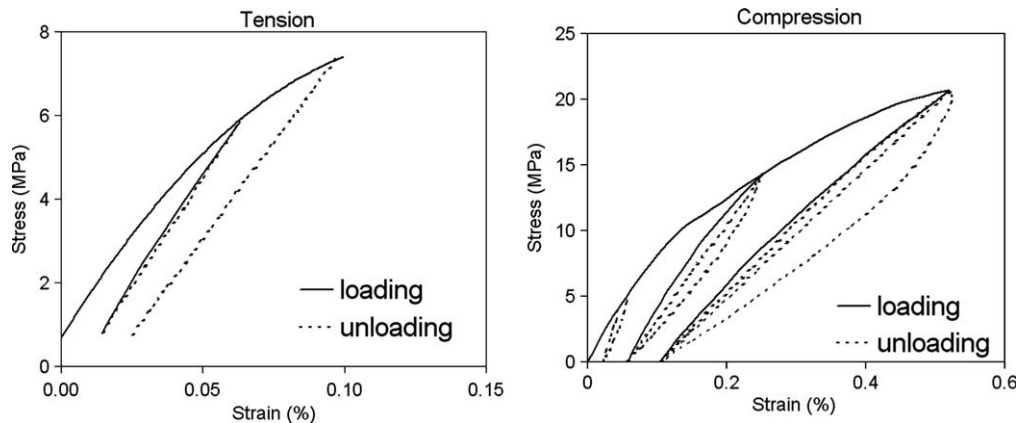 Tension
8
6
4
2
0
Stress (MPa)
0.00
0.05
0.10
0.15
Strain (%)
loading
unloading
Compression
25
20
15
10
5
0
Stress (MPa)
0
0.2
0.4
0.6
Strain (%)
loading
unloading